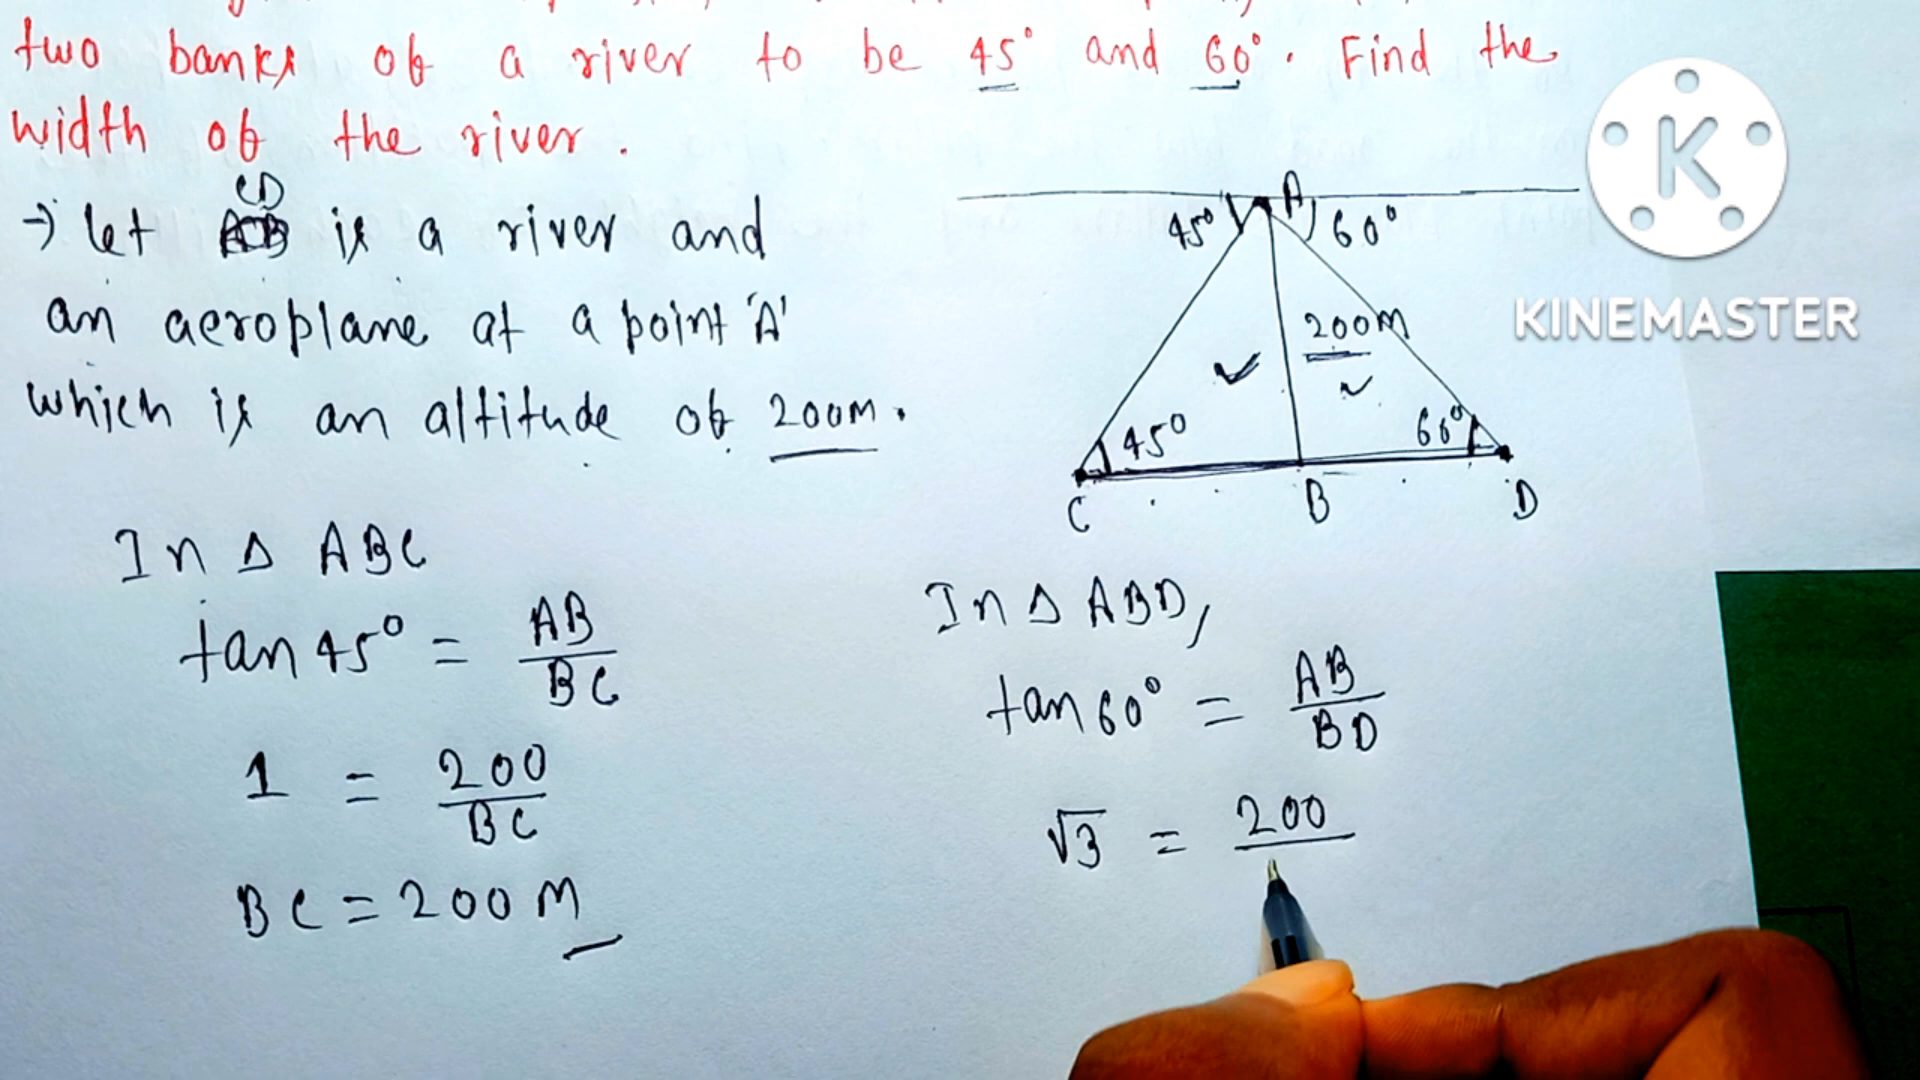 two banks of a river to be 45° and 60°. Find the
width of the river.
CD
→ let AB is a river and
an aeroplane at a point 'A'
which is an altitude of 200m.
In Δ ABC
tan 45° = AB/BC
1 = 200/BC
BC = 200 m
A
45° 60°
200m
45° 60°
C B D
In Δ ABD,
tan 60° = AB/BD
√3 = 200/
K
KINEMASTER